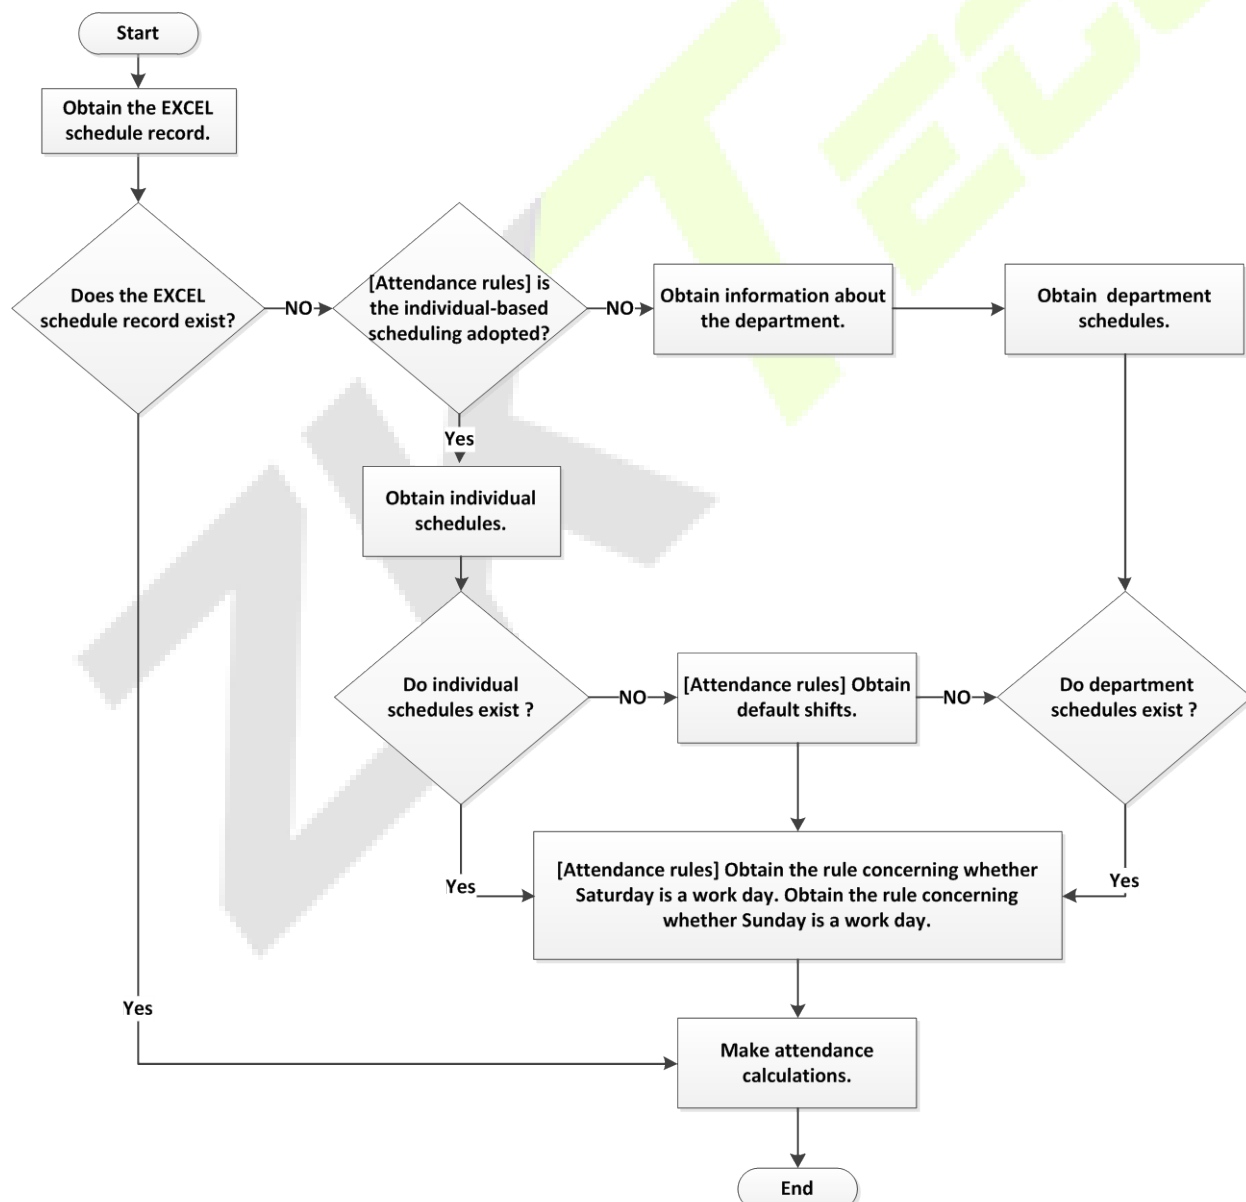 Start
Obtain the EXCEL
schedule record.
Does the EXCEL
schedule record exist?
NO
[Attendance rules] is
the individual-based
scheduling adopted?
NO
Obtain information about
the department.
Obtain department
schedules.
Yes
Obtain individual
schedules.
Do individual
schedules exist ?
NO
[Attendance rules] Obtain
default shifts.
NO
Do department
schedules exist ?
Yes
[Attendance rules] Obtain the rule concerning whether
Saturday is a work day. Obtain the rule concerning
whether Sunday is a work day.
Yes
Yes
Make attendance
calculations.
End